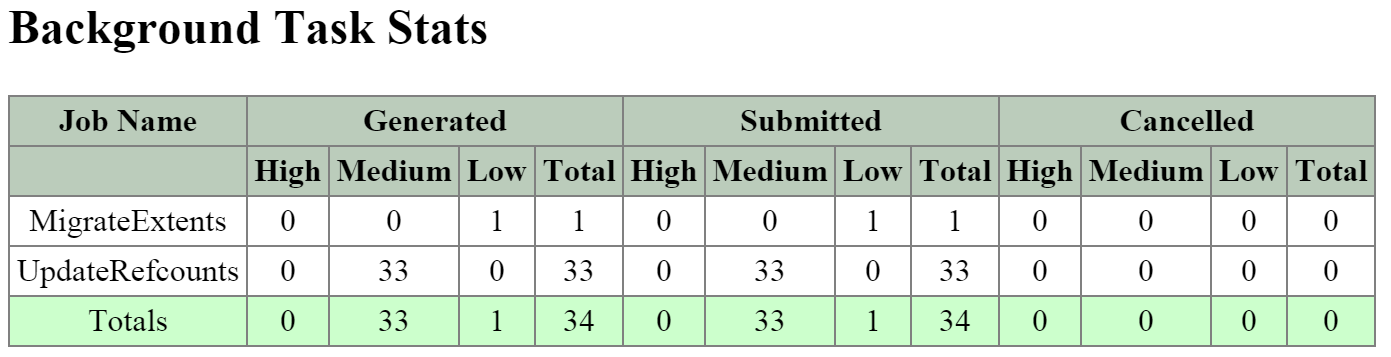 Background Task Stats
Job Name Generated Submitted Cancelled
High Medium Low Total High Medium Low Total High Medium Low Total
MigrateExtents 0 0 1 1 0 0 1 1 0 0 0 0
UpdateRefcounts 0 33 0 33 0 33 0 33 0 0 0 0
Totals 0 33 1 34 0 33 1 34 0 0 0 0